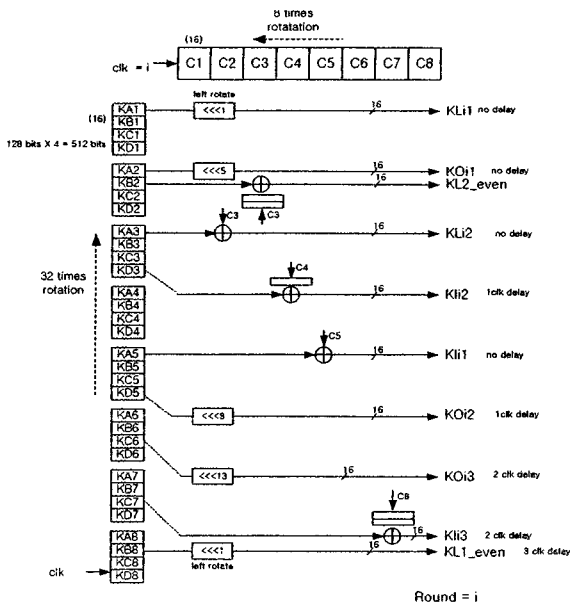 8 times
rotatation
(16)
clk = i
C1 C2 C3 C4 C5 C6 C7 C8
left rotate
(16)
KA1
<<<1
16
KLi1 no delay
KB1
128 bits X 4 = 512 bits
KC1
KD1
KA2
<<<5
16
KOi1 no delay
KB2
16
KL2_even
KC2
KD2
C3
C3
KA3
16
KLi2 no delay
KB3
KC3
KD3
32 times
rotation
C4
KA4
16
KIi2 1clk delay
KB4
KC4
KD4
C5
KA5
16
KIi1 no delay
KB5
KC5
KD5
KA6
<<<8
16
KOi2 1clk delay
KB6
KC6
KD6
<<<13
16
KOi3 2 clk delay
KA7
KB7
KC7
KD7
C8
KA8
16
KIi3 2 clk delay
KB8
<<<1
16
KL1_even 3 clk delay
KC8
left rotate
clk
KD8
Round = i